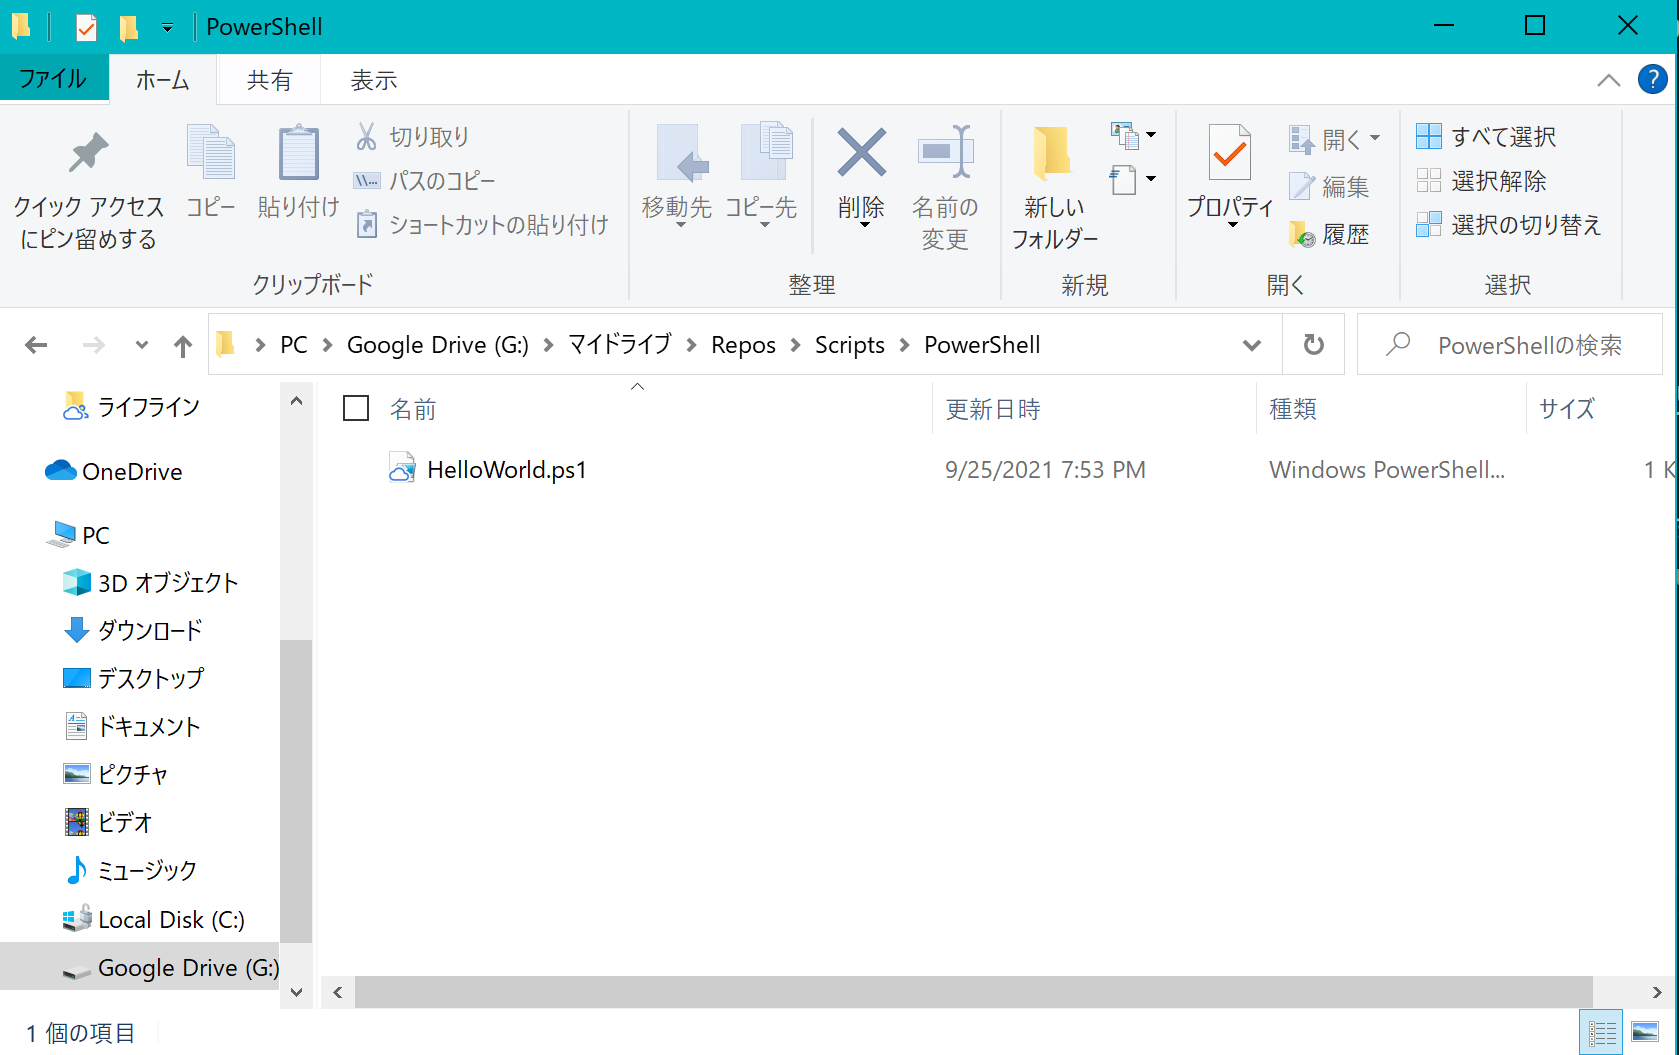 PowerShell
ファイル ホーム 共有 表示
?
クイック アクセス
にピン留めする
コピー
貼り付け
切り取り
パスのコピー
ショートカットの貼り付け
クリップボード
移動先
コピー先
削除
名前の
変更
整理
新しい
フォルダー
新規
プロパティ
開く
編集
履歴
開く
すべて選択
選択解除
選択の切り替え
選択
PC Google Drive (G:) マイドライブ Repos Scripts PowerShell
PowerShellの検索
ライフライン
OneDrive
PC
3D オブジェクト
ダウンロード
デスクトップ
ドキュメント
ピクチャ
ビデオ
ミュージック
Local Disk (C:)
Google Drive (G:)
名前 更新日時 種類 サイズ
HelloWorld.ps1 9/25/2021 7:53 PM Windows PowerShell... 1 K
1 個の項目